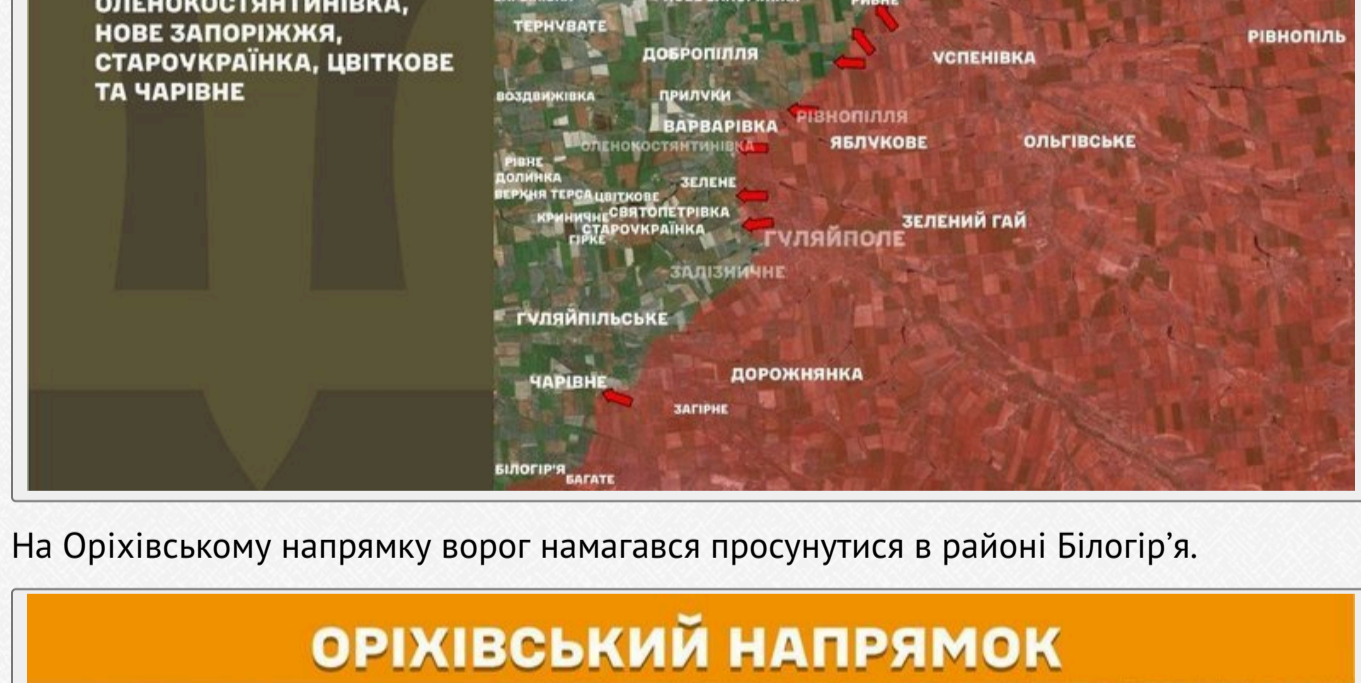 ОЛЕНОКОСТЯНТИНІВКА,
НОВЕ ЗАПОРІЖЖЯ,
СТАРОУКРАЇНКА, ЦВІТКОВЕ
ТА ЧАРІВНЕ
ТЕРНУВАТЕ
ДОБРОПІЛЛЯ
УСПЕНІВКА
РІВНОПІЛЬ
ВОЗДВИЖІВКА
ПРИЛУКИ
РІВНОПІЛЛЯ
ВАРВАРІВКА
ЯБЛУКОВЕ
ОЛЬГІВСЬКЕ
ОЛЕНОКОСТЯНТИНІВКА
РІВНЕ
ДОЛИНКА
ЗЕЛЕНЕ
ВЕРХНЯ ТЕРСА
ЦВІТКОВЕ
КРИНИЧНЕ
СВЯТОПЕТРІВКА
СТАРОУКРАЇНКА
ГІРКЕ
ЗЕЛЕНИЙ ГАЙ
ГУЛЯЙПОЛЕ
ЗАЛІЗНИЧНЕ
ГУЛЯЙПІЛЬСЬКЕ
ЧАРІВНЕ
ДОРОЖНЯНКА
ЗАГІРНЕ
БІЛОГІР'Я
БАГАТЕ
На Оріхівському напрямку ворог намагався просунутися в районі Білогір’я.
ОРІХІВСЬКИЙ НАПРЯМОК